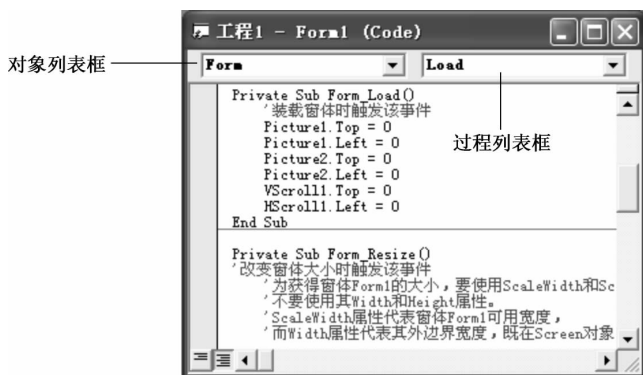 工程1 - Form1 (Code)
对象列表框
Form
Load
过程列表框
Private Sub Form_Load()
'装载窗体时触发该事件
Picture1.Top = 0
Picture1.Left = 0
Picture2.Top = 0
Picture2.Left = 0
VScroll1.Top = 0
HScroll1.Left = 0
End Sub
Private Sub Form_Resize()
'改变窗体大小时触发该事件
'为获得窗体Form1的大小，要使用ScaleWidth和Sc
'不要使用其Width和Height属性。
'ScaleWidth属性代表窗体Form1可用宽度，
'而Width属性代表其外边界宽度，既在Screen对象